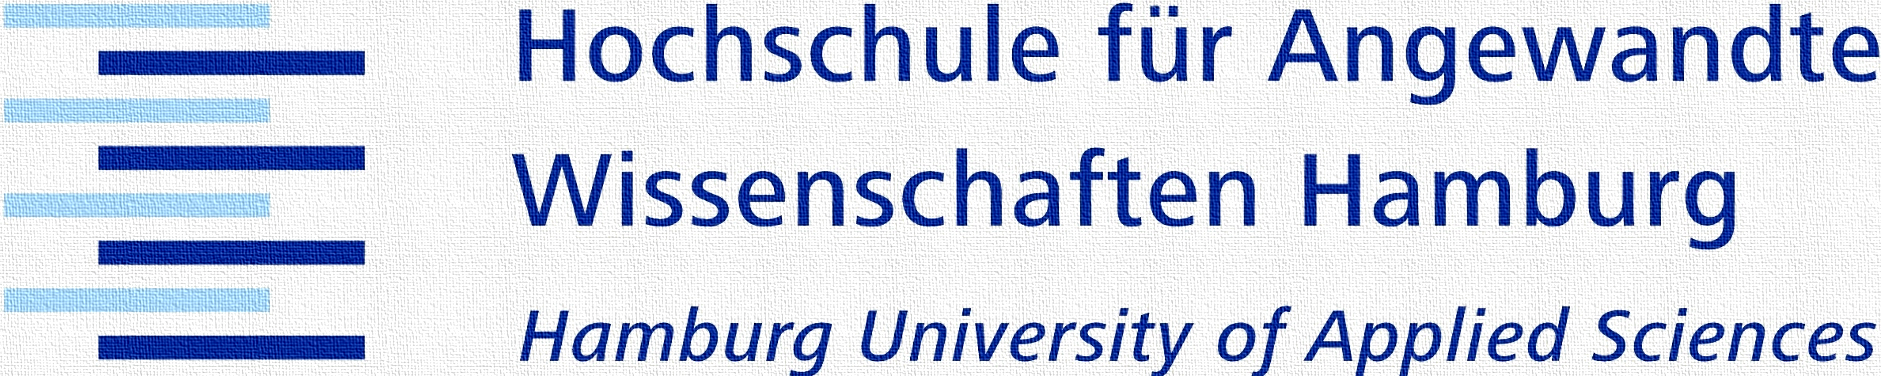 Hochschule für Angewandte
Wissenschaften Hamburg
Hamburg University of Applied Sciences